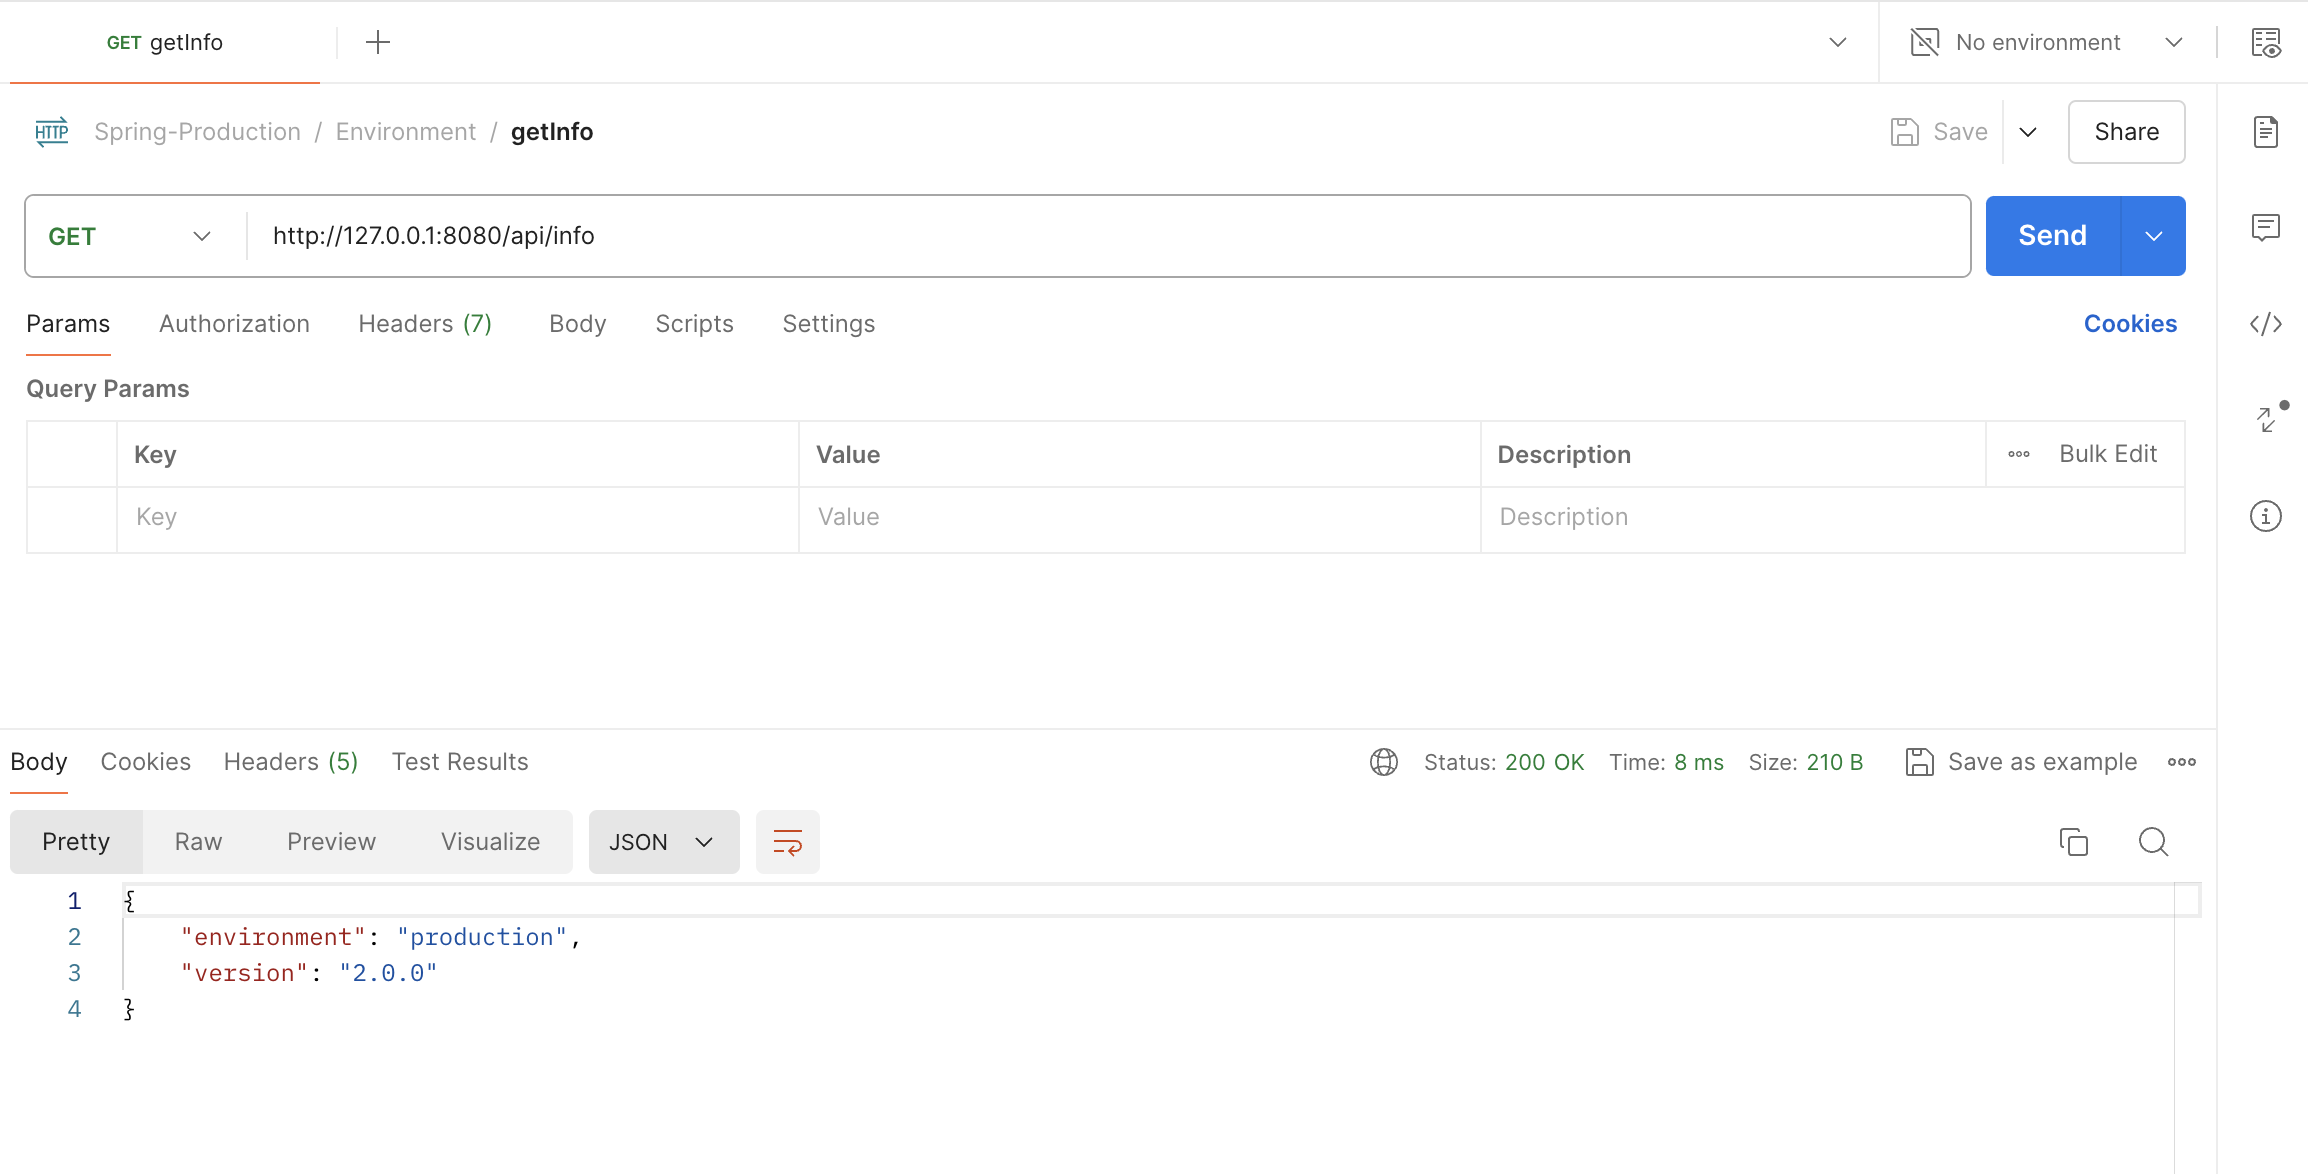 GET getInfo
No environment
HTTP Spring-Production / Environment / getInfo
Save
Share
GET http://127.0.0.1:8080/api/info
Send
Params Authorization Headers (7) Body Scripts Settings
Cookies
Query Params
Key Value Description Bulk Edit
Key Value Description
Body Cookies Headers (5) Test Results
Status: 200 OK Time: 8 ms Size: 210 B Save as example
Pretty Raw Preview Visualize JSON
1 {
2 "environment": "production",
3 "version": "2.0.0"
4 }